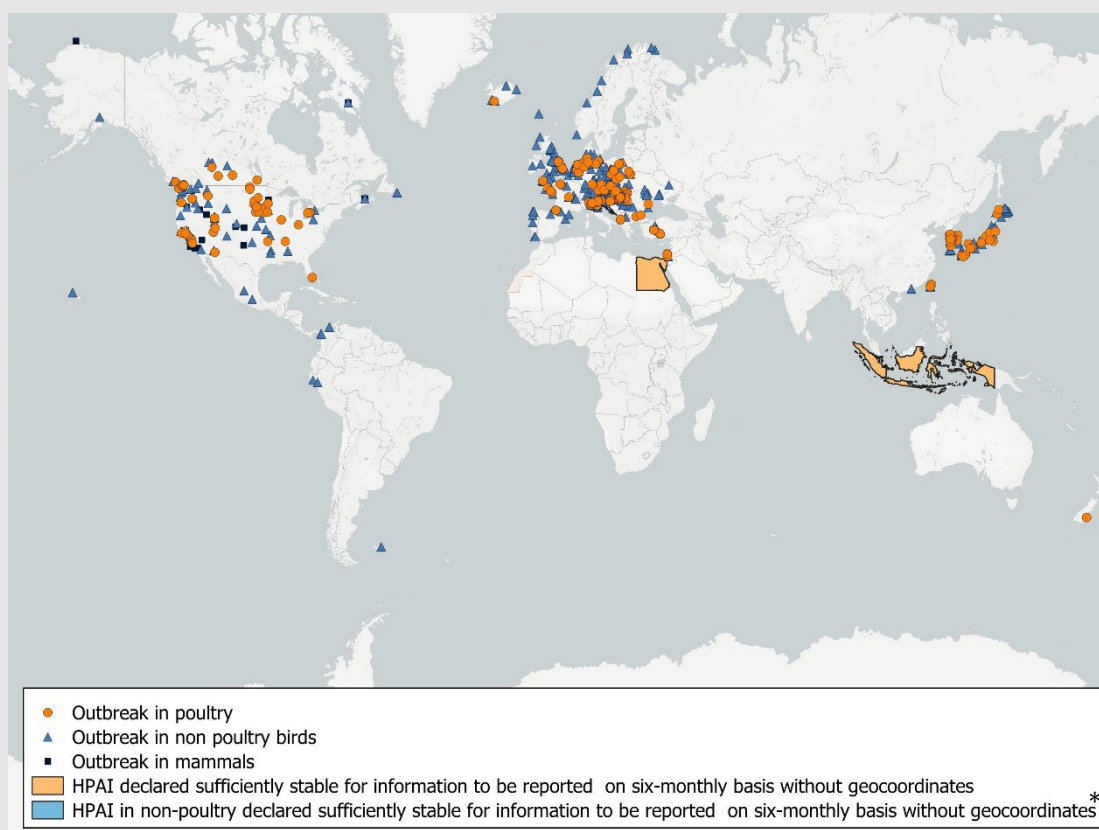 Outbreak in poultry
Outbreak in non poultry birds
Outbreak in mammals
HPAI declared sufficiently stable for information to be reported on six-monthly basis without geocoordinates
HPAI in non-poultry declared sufficiently stable for information to be reported on six-monthly basis without geocoordinates*